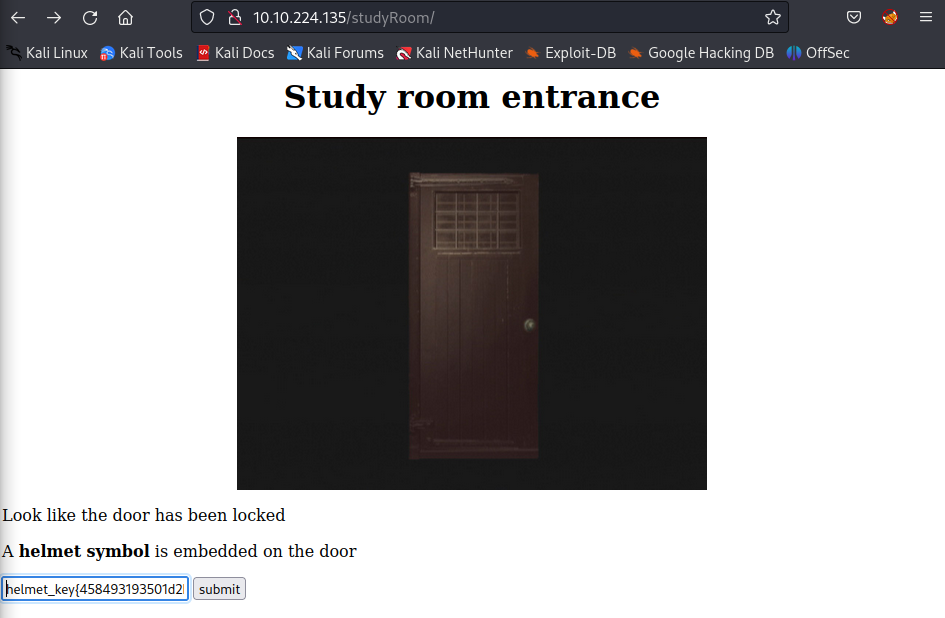 10.10.224.135/studyRoom/
Kali Linux Kali Tools Kali Docs Kali Forums Kali NetHunter Exploit-DB Google Hacking DB OffSec
Study room entrance
Look like the door has been locked
A helmet symbol is embedded on the door
helmet_key{458493193501d2 submit